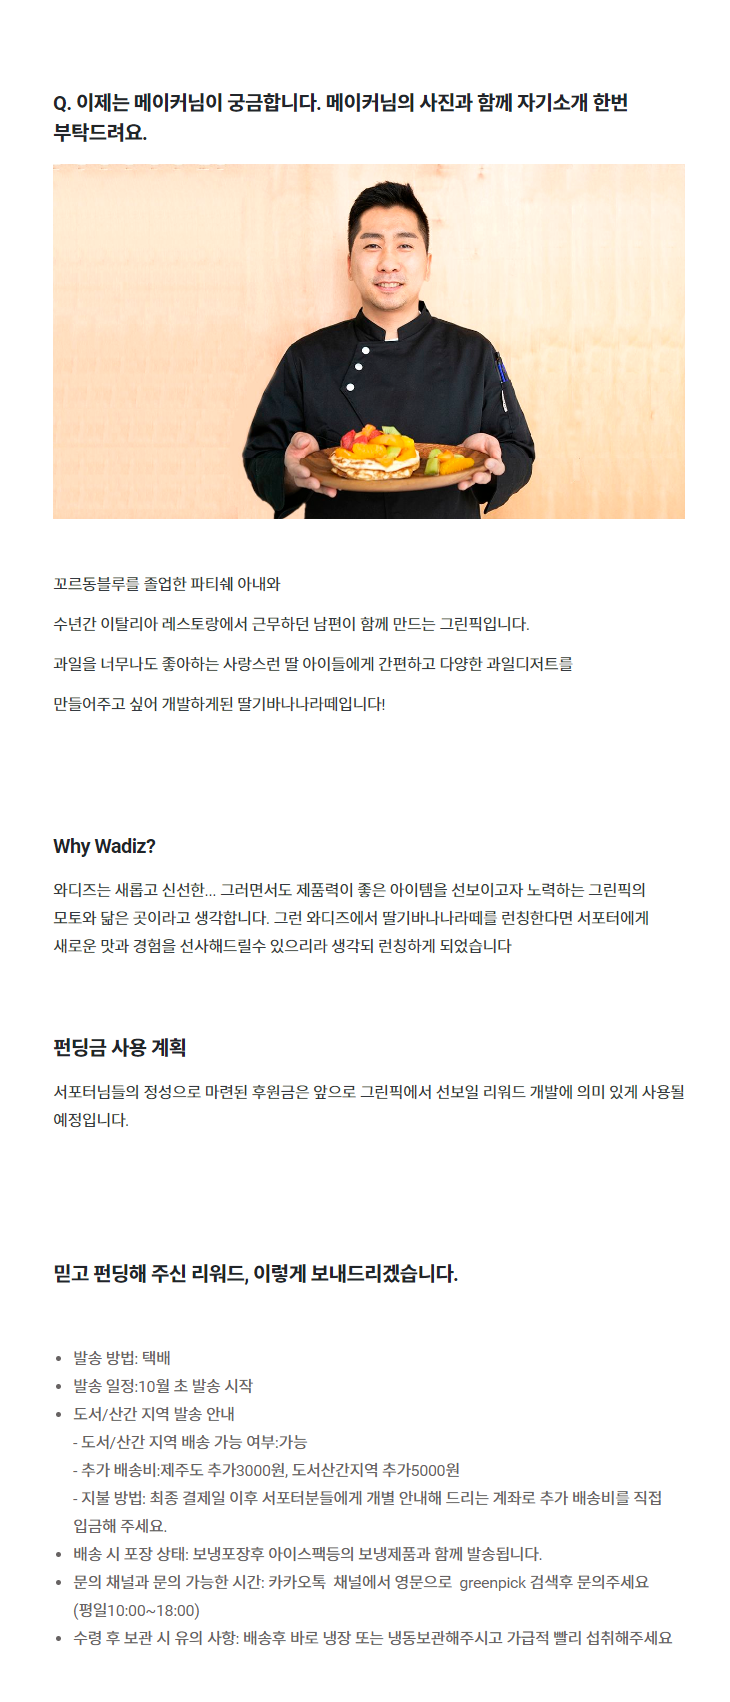 Q. 이제는 메이커님이 궁금합니다. 메이커님의 사진과 함께 자기소개 한번
부탁드려요.
꼬르동블루를 졸업한 파티쉐 아내와
수년간 이탈리아 레스토랑에서 근무하던 남편이 함께 만드는 그린픽입니다.
과일을 너무나도 좋아하는 사랑스런 딸 아이들에게 간편하고 다양한 과일디저트를
만들어주고 싶어 개발하게된 딸기바나나라떼입니다!
Why Wadiz?
와디즈는 새롭고 신선한... 그러면서도 제품력이 좋은 아이템을 선보이고자 노력하는 그린픽의
모토와 닮은 곳이라고 생각합니다. 그런 와디즈에서 딸기바나나라떼를 런칭한다면 서포터에게
새로운 맛과 경험을 선사해드릴수 있으리라 생각되 런칭하게 되었습니다
펀딩금 사용 계획
서포터님들의 정성으로 마련된 후원금은 앞으로 그린픽에서 선보일 리워드 개발에 의미 있게 사용될
예정입니다.
믿고 펀딩해 주신 리워드, 이렇게 보내드리겠습니다.
• 발송 방법: 택배
• 발송 일정:10월 초 발송 시작
• 도서/산간 지역 발송 안내
- 도서/산간 지역 배송 가능 여부:가능
- 추가 배송비:제주도 추가3000원, 도서산간지역 추가5000원
- 지불 방법: 최종 결제일 이후 서포터분들에게 개별 안내해 드리는 계좌로 추가 배송비를 직접
입금해 주세요.
• 배송 시 포장 상태: 보냉포장후 아이스팩등의 보냉제품과 함께 발송됩니다.
• 문의 채널과 문의 가능한 시간: 카카오톡 채널에서 영문으로 greenpick 검색후 문의주세요
(평일10:00~18:00)
• 수령 후 보관 시 유의 사항: 배송후 바로 냉장 또는 냉동보관해주시고 가급적 빨리 섭취해주세요